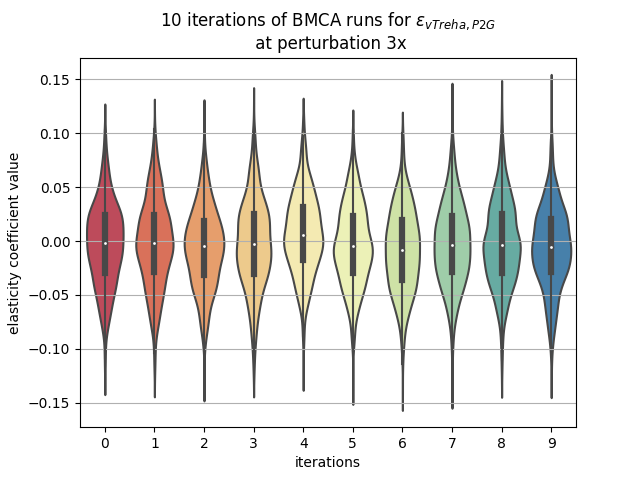 10 iterations of BMCA runs for ε_{vTreha, P2G}
at perturbation 3x
elasticity coefficient value
0.15
0.10
0.05
0.00
−0.05
−0.10
−0.15
0 1 2 3 4 5 6 7 8 9
iterations